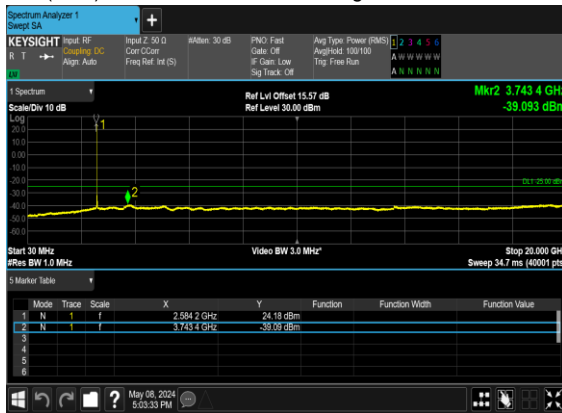 Spectrum Analyzer 1
Swept SA
+
KEYSIGHT Input: RF Input Z: 50 Ω #Atten: 30 dB PNO: Fast Avg Type: Power (RMS) 1 2 3 4 5 6
R T Coupling: DC Corr CCorr Gate: Off Avg|Hold: 100/100 A W W W W W
Align: Auto Freq Ref: Int (S) IF Gain: Low Trig: Free Run
Sig Track: Off A N N N N N
LXI
1 Spectrum Ref Lvl Offset 15.57 dB Mkr2 3.743 4 GHz
Scale/Div 10 dB Ref Level 30.00 dBm -39.093 dBm
Log
20.0
10.0
0.00
-10.0
-20.0
-30.0
-40.0
-50.0
-60.0
1
2
DL1 -25.00 dBm
Start 30 MHz Video BW 3.0 MHz* Stop 20.000 GHz
#Res BW 1.0 MHz Sweep 34.7 ms (40001 pts)
5 Marker Table
Mode Trace Scale X Y Function Function Width Function Value
1 N 1 f 2.584 2 GHz 24.18 dBm
2 N 1 f 3.743 4 GHz -39.09 dBm
3
4
5
6
? May 08, 2024
5:03:33 PM